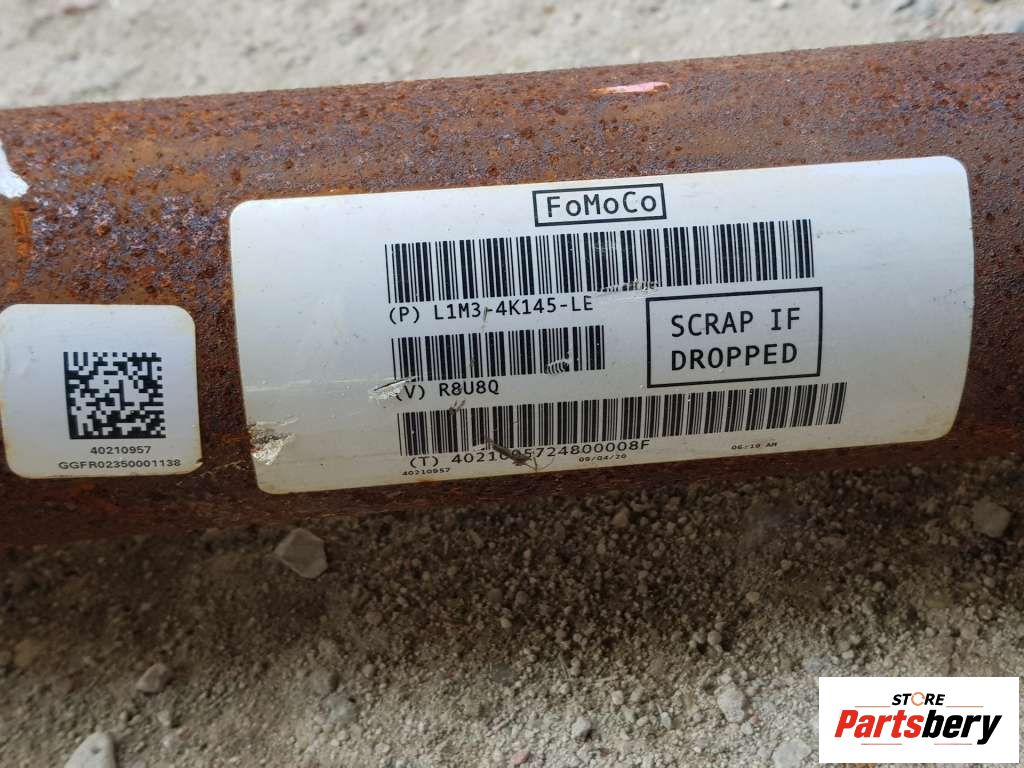 FoMoCo
(P) L1M3-4K145-LE
SCRAP IF
DROPPED
(V) R8U8Q
(T) 4021095724800008F
40210957
09/04/20
06:10 AM
40210957
GGFR02350001138
STORE
Partsbery